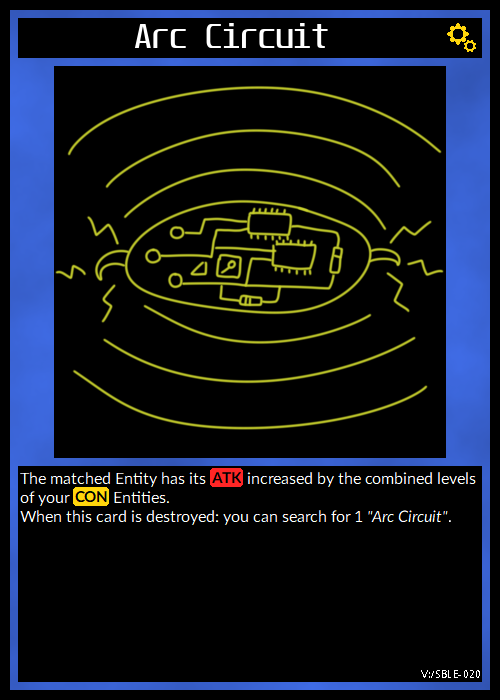 Arc Circuit
The matched Entity has its ATK increased by the combined levels
of your CON Entities.
When this card is destroyed: you can search for 1 "Arc Circuit".
V:/SBLE-020